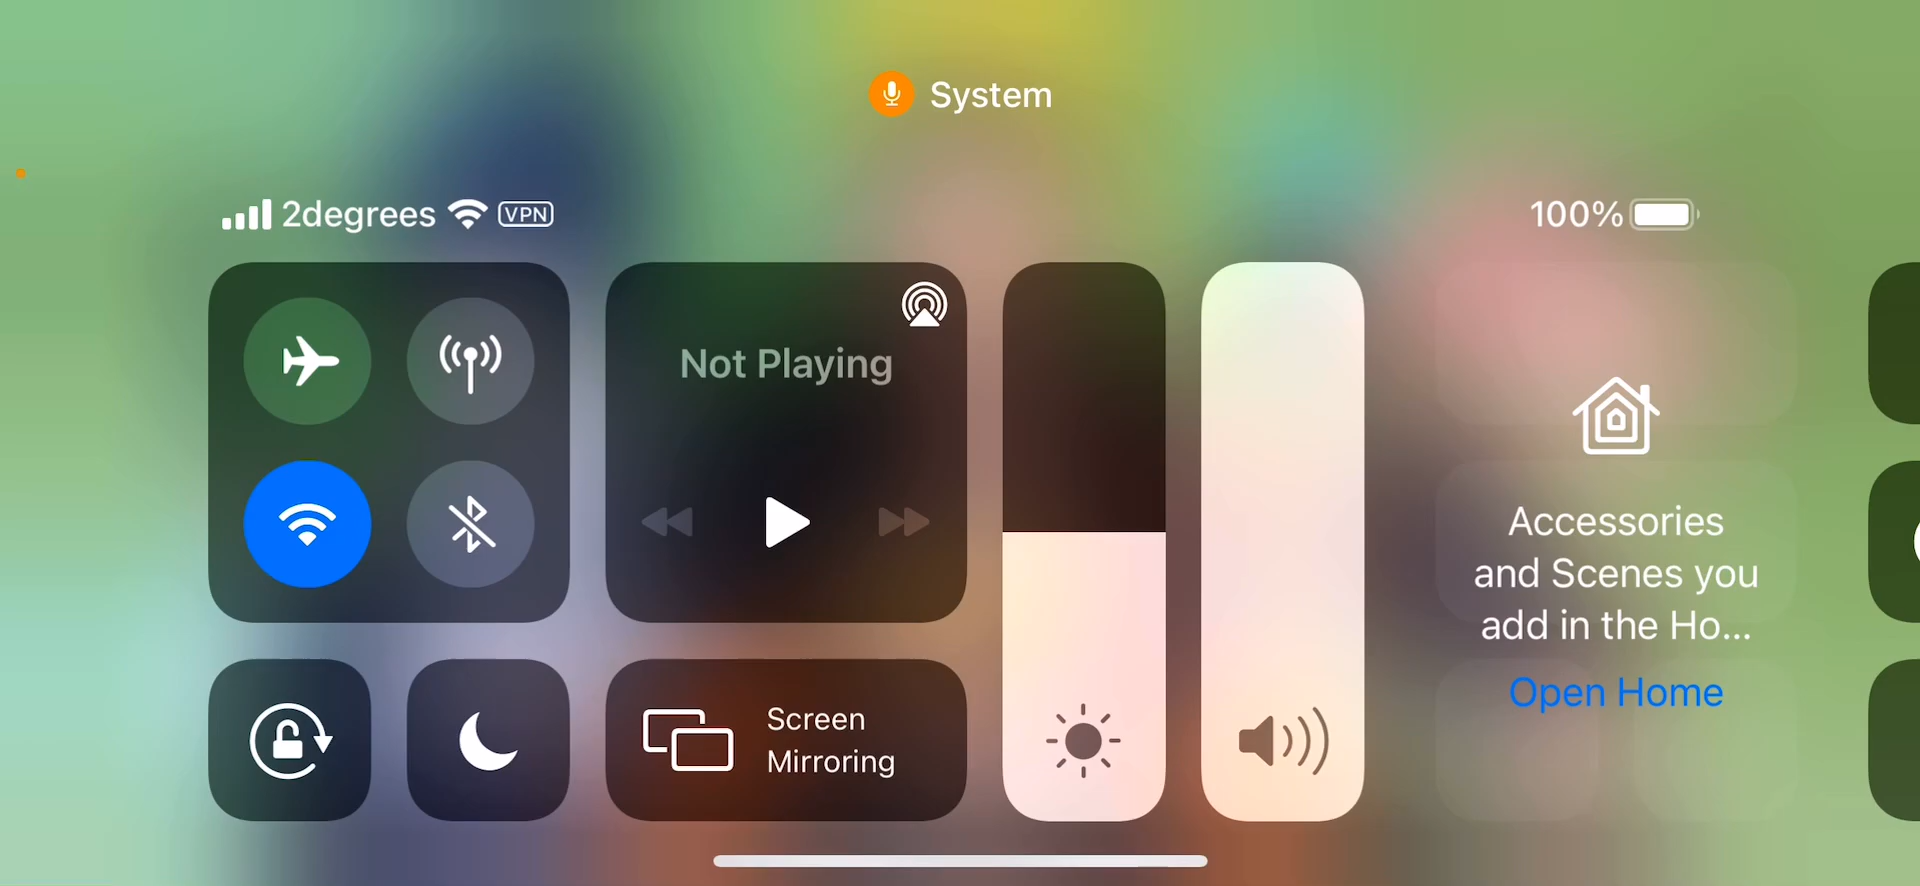 System
2degrees VPN
100%
Not Playing
Screen
Mirroring
Accessories
and Scenes you
add in the Ho...
Open Home